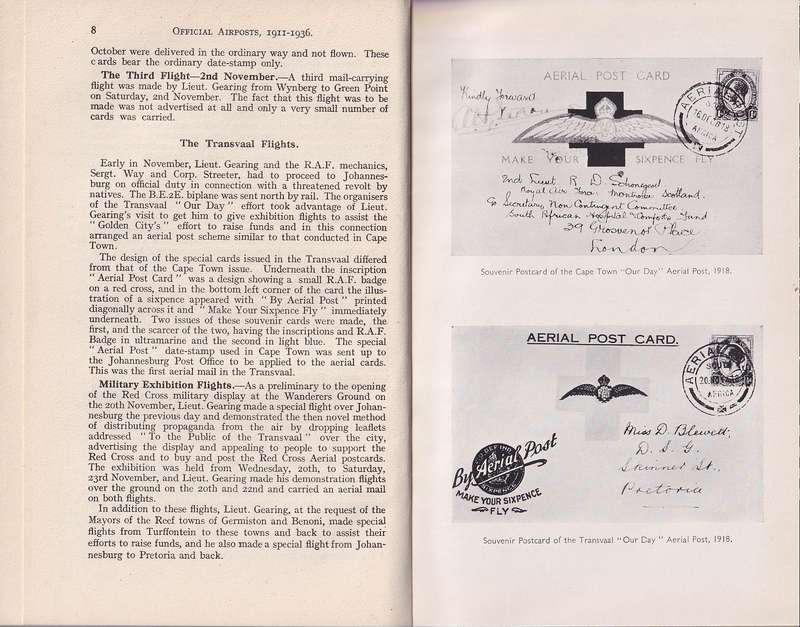 8 OFFICIAL AIRPOSTS, 1911-1936.
October were delivered in the ordinary way and not flown. These
cards bear the ordinary date-stamp only.
The Third Flight—2nd November.—A third mail-carrying
flight was made by Lieut. Gearing from Wynberg to Green Point
on Saturday, 2nd November. The fact that this flight was to be
made was not advertised at all and only a very small number of
cards was carried.
The Transvaal Flights.
Early in November, Lieut. Gearing and the R.A.F. mechanics,
Sergt. Way and Corp. Streeter, had to proceed to Johannes-
burg on official duty in connection with a threatened revolt by
natives. The B.E.2E. biplane was sent north by rail. The organisers
of the Transvaal "Our Day" effort took advantage of Lieut.
Gearing's visit to get him to give exhibition flights to assist the
"Golden City's" effort to raise funds and in this connection
arranged an aerial post scheme similar to that conducted in Cape
Town.
The design of the special cards issued in the Transvaal differed
from that of the Cape Town issue. Underneath the inscription
"Aerial Post Card" was a design showing a small R.A.F. badge
on a red cross, and in the bottom left corner of the card the illus-
tration of a sixpence appeared with "By Aerial Post" printed
diagonally across it and "Make Your Sixpence Fly" immediately
underneath. Two issues of these souvenir cards were made, the
first, and the scarcer of the two, having the inscriptions and R.A.F.
Badge in ultramarine and the second in light blue. The special
"Aerial Post" date-stamp used in Cape Town was sent up to
the Johannesburg Post Office to be applied to the aerial cards.
This was the first aerial mail in the Transvaal.
Military Exhibition Flights.—As a preliminary to the opening
of the Red Cross military display at the Wanderers Ground on
the 20th November, Lieut. Gearing made a special flight over Johan-
nesburg the previous day and demonstrated the then novel method
of distributing propaganda from the air by dropping leaflets
addressed "To the Public of the Transvaal" over the city,
advertising the display and appealing to people to support the
Red Cross and to buy and post the Red Cross Aerial postcards.
The exhibition was held from Wednesday, 20th, to Saturday,
23rd November, and Lieut. Gearing made his demonstration flights
over the ground on the 20th and 22nd and carried an aerial mail
on both flights.
In addition to these flights, Lieut. Gearing, at the request of the
Mayors of the Reef towns of Germiston and Benoni, made special
flights from Turffontein to these towns and back to assist their
efforts to raise funds, and he also made a special flight from Johan-
nesburg to Pretoria and back.
AERIAL POST CARD
Kindly Forward
AERIAL POST
AFRICA
MAKE YOUR SIXPENCE FLY
2nd Lieut R. D.
Royal Air Force. Montrose Scotland.
c/o Secretary, Non Contingent Committee
South African Hospital & Comforts Fund
29 Grosvenor Place
London
Souvenir Postcard of the Cape Town "Our Day" Aerial Post, 1918.
AERIAL POST CARD.
AERIAL POST
SOUTH
AFRICA
By Aerial Post
MAKE YOUR SIXPENCE
FLY
Miss D. Blewett,
D. S. G.
Skinner St.,
Pretoria
Souvenir Postcard of the Transvaal "Our Day" Aerial Post, 1918.